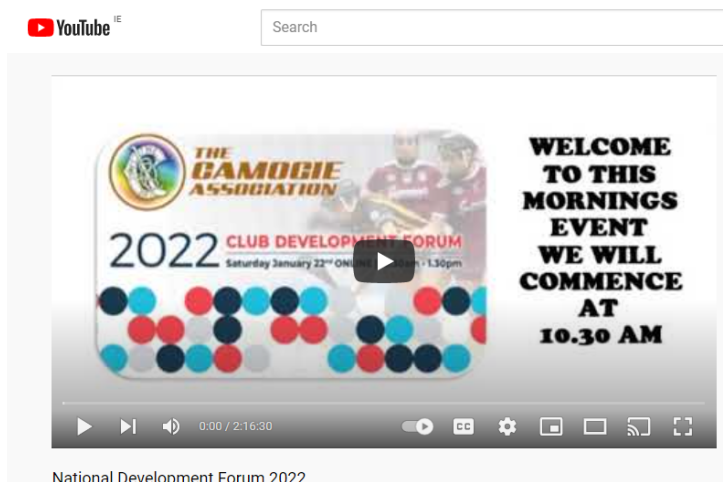 YouTube IE
Search
THE
CAMOGIE
ASSOCIATION
2022 CLUB DEVELOPMENT FORUM
Saturday January 22nd ONLINE - 1.30pm
WELCOME
TO THIS
MORNINGS
EVENT
WE WILL
COMMENCE
AT
10.30 AM
0:00 / 2:16:30
CC
National Development Forum 2022